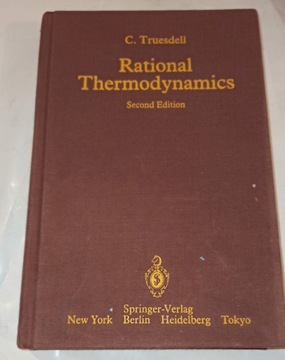 C. Truesdell
Rational
Thermodynamics
Second Edition
Springer-Verlag
New York Berlin Heidelberg Tokyo